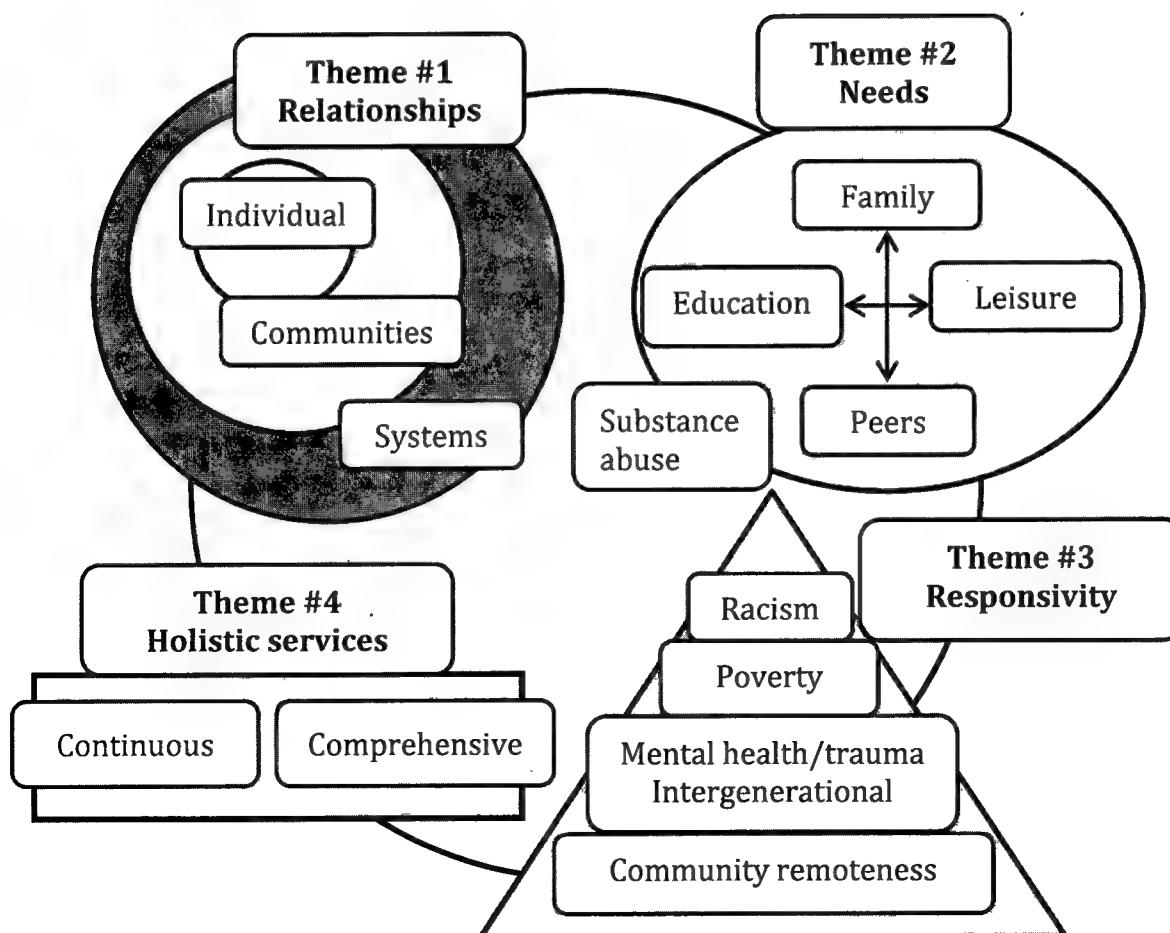 Theme #1
Relationships
Individual
Communities
Systems
Theme #2
Needs
Family
Education
Leisure
Peers
Substance
abuse
Theme #3
Responsivity
Racism
Poverty
Mental health/trauma
Intergenerational
Community remoteness
Theme #4
Holistic services
Continuous
Comprehensive